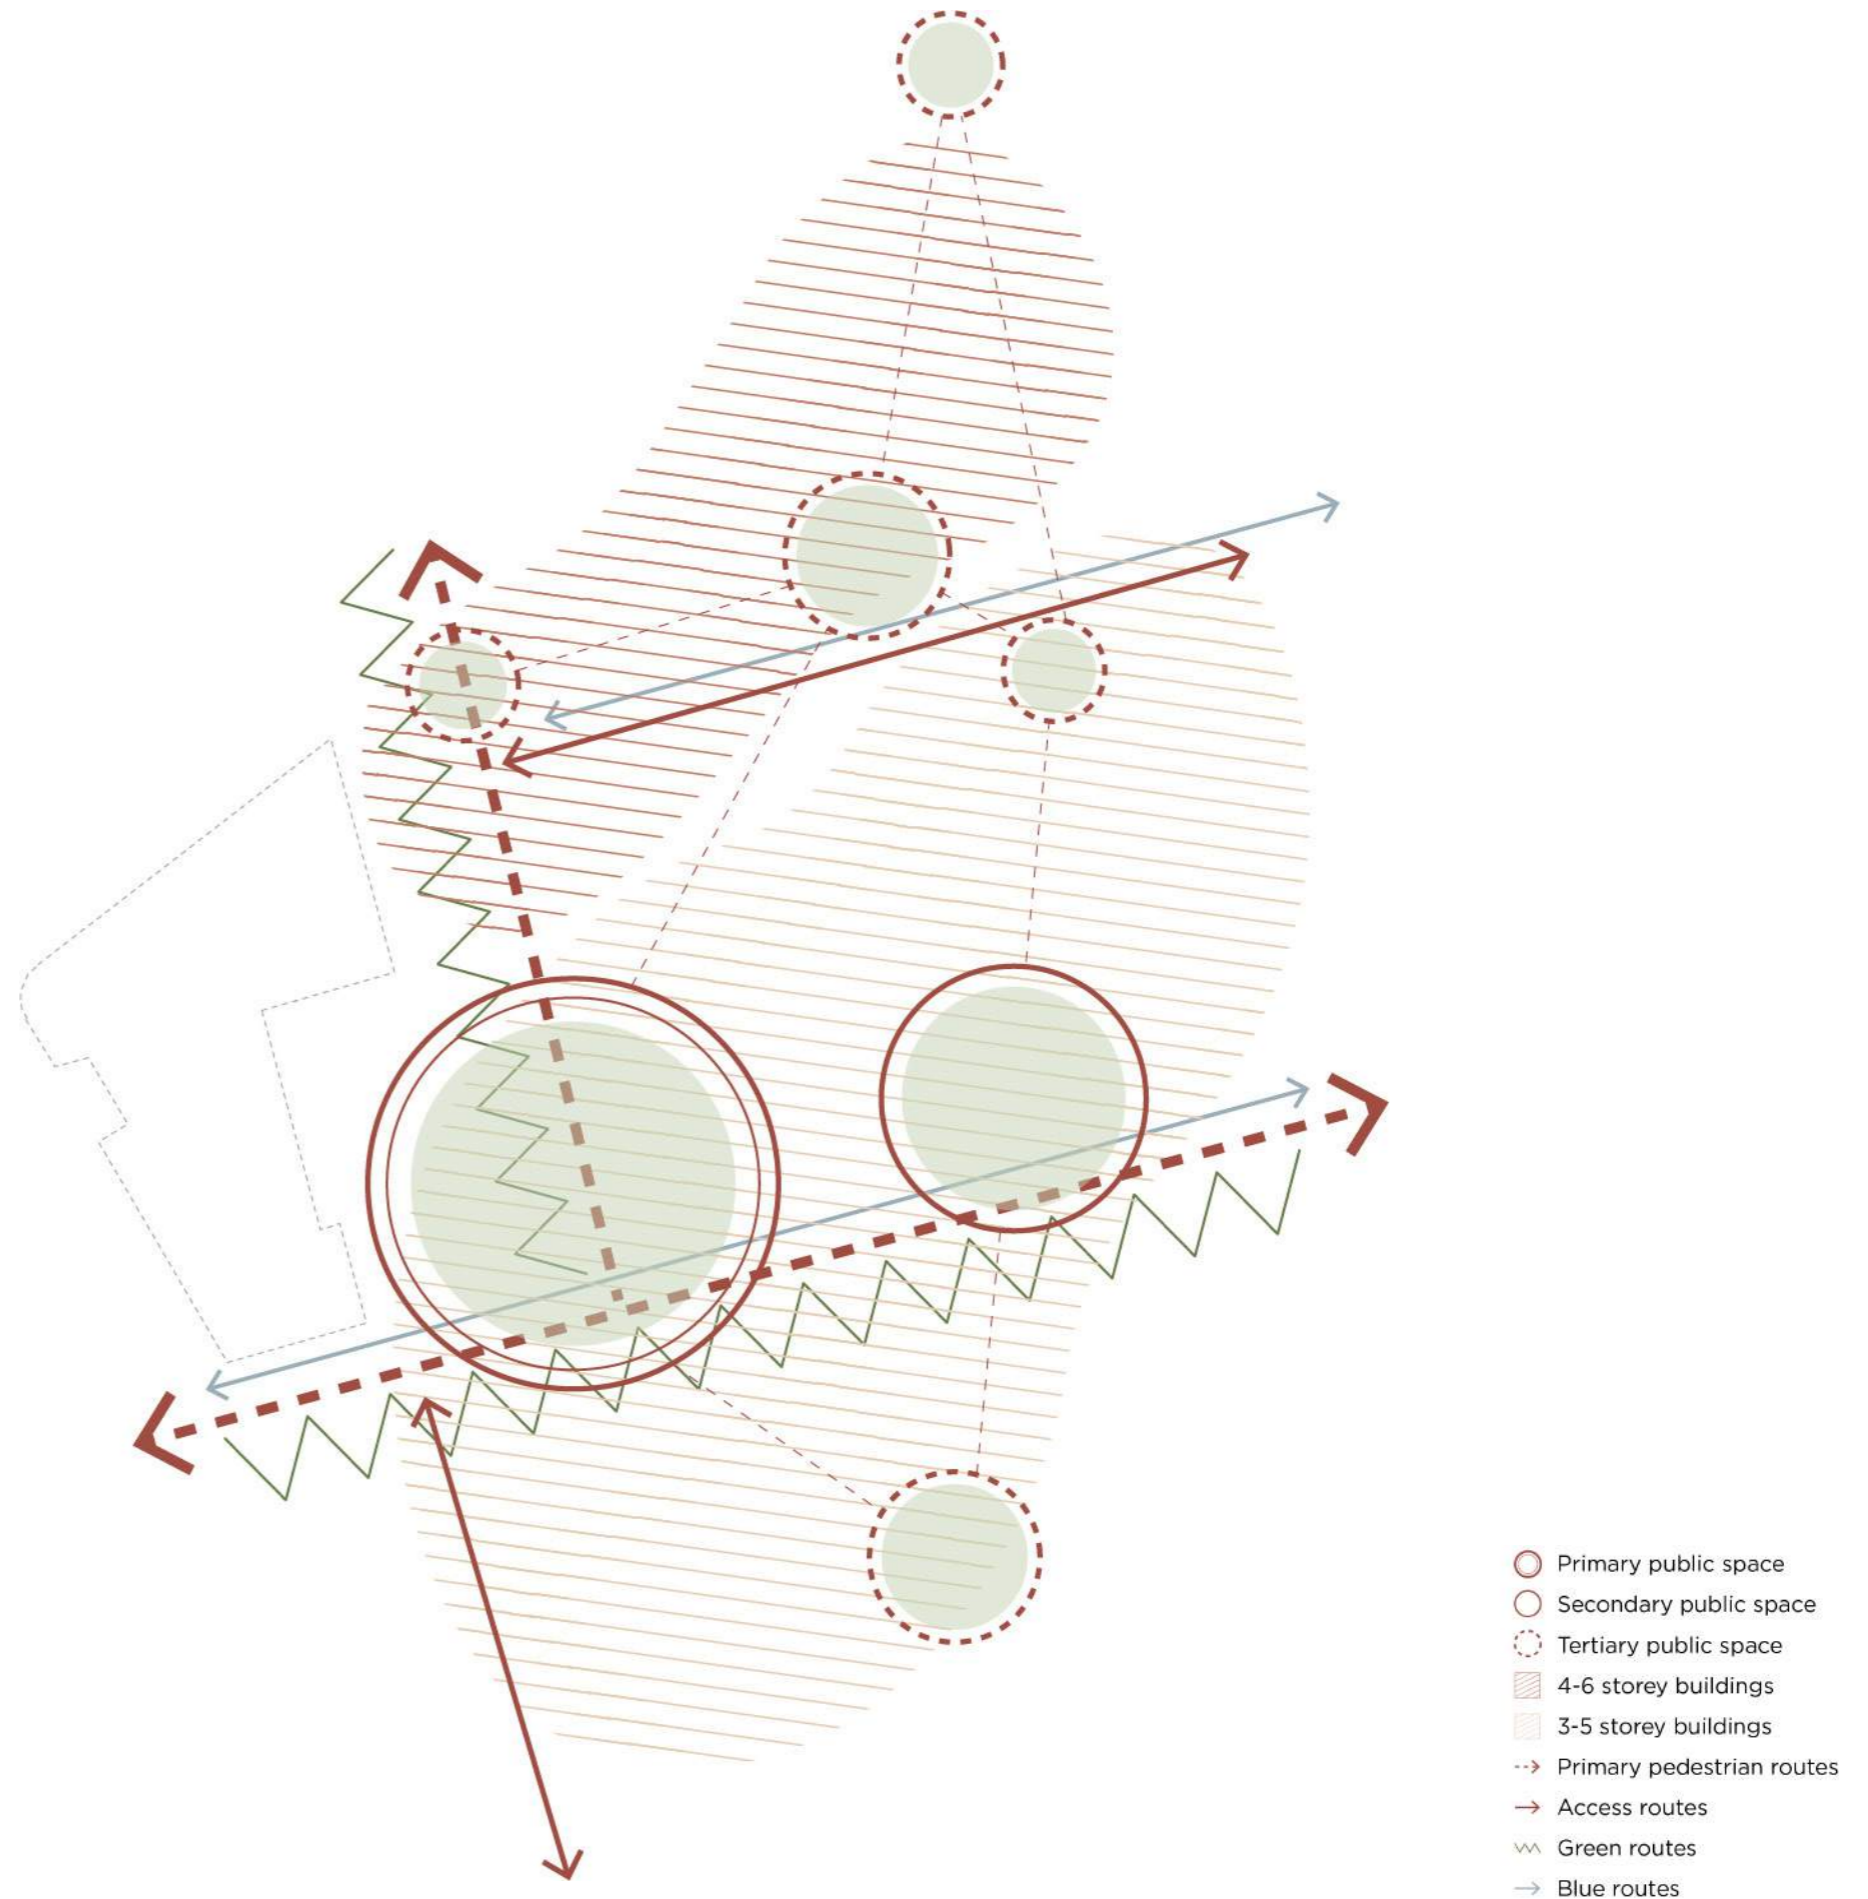 Primary public space
Secondary public space
Tertiary public space
4-6 storey buildings
3-5 storey buildings
Primary pedestrian routes
Access routes
Green routes
Blue routes